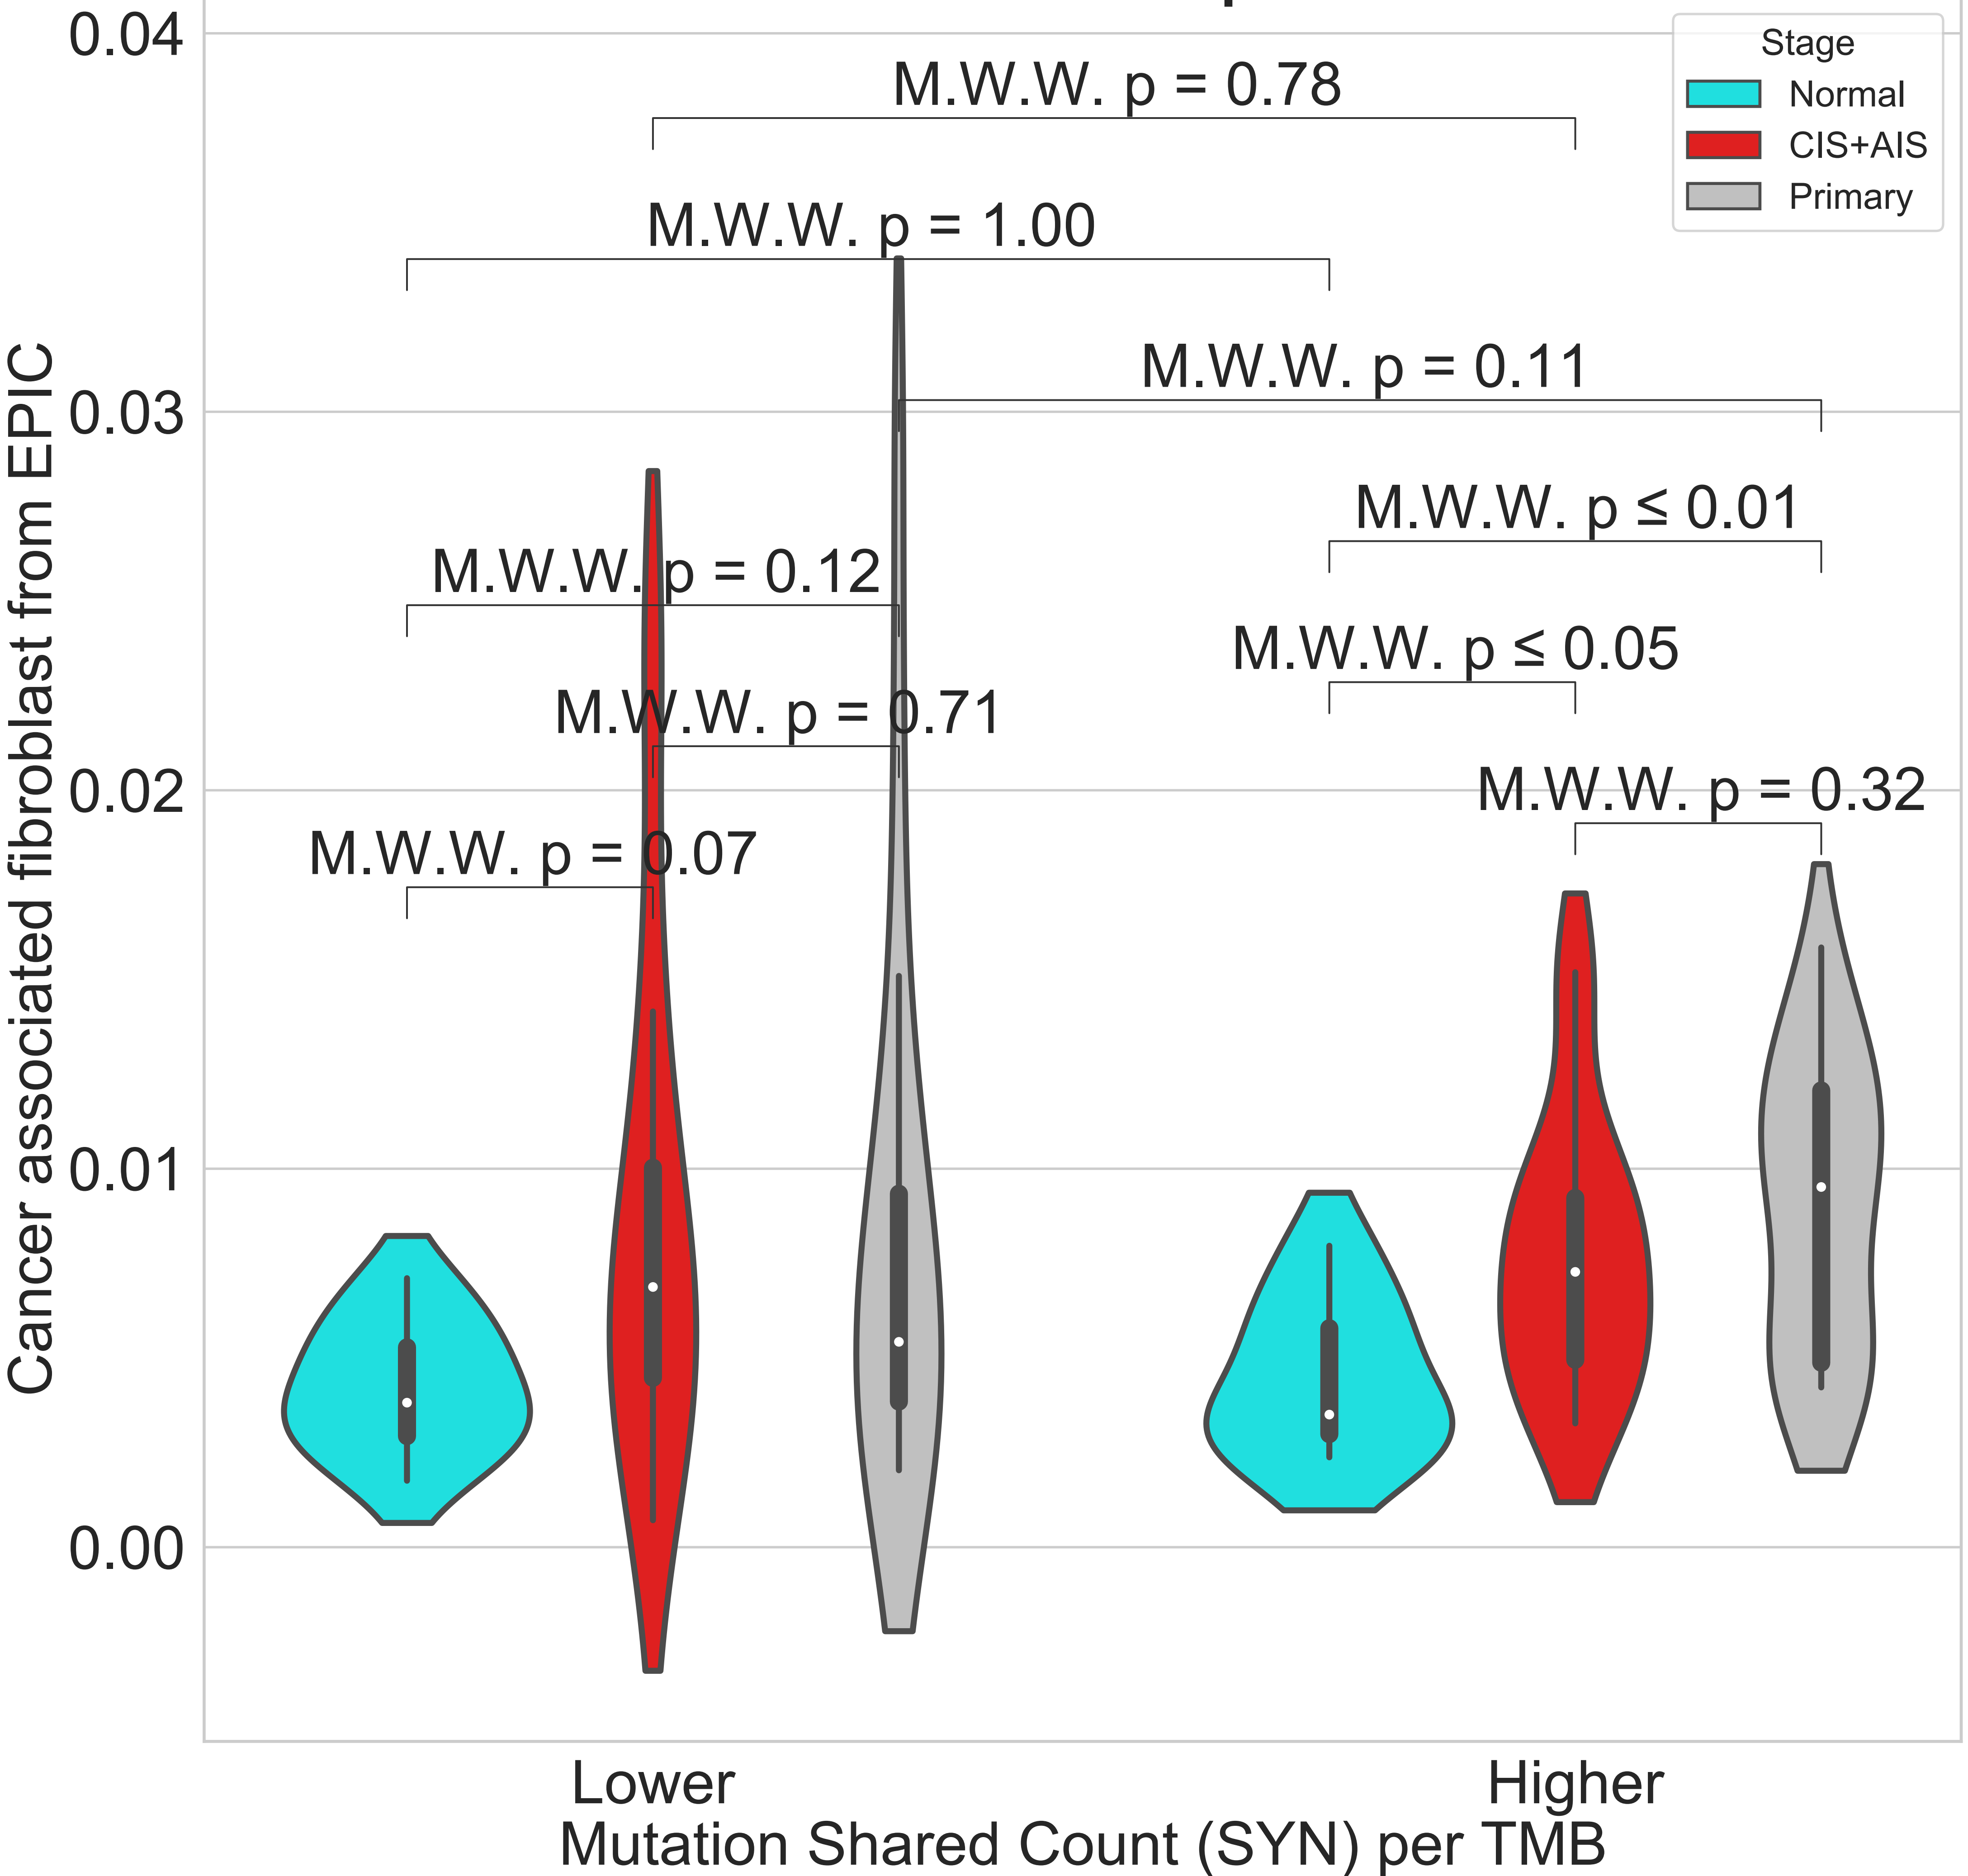 0.04
0.03
0.02
0.01
0.00
Cancer associated fibroblast from EPIC
Stage
Normal
CIS+AIS
Primary
M.W.W. p = 0.78
M.W.W. p = 1.00
M.W.W. p = 0.11
M.W.W. p ≤ 0.01
M.W.W. p = 0.12
M.W.W. p ≤ 0.05
M.W.W. p = 0.71
M.W.W. p = 0.32
M.W.W. p = 0.07
Lower
Higher
Mutation Shared Count (SYN) per TMB